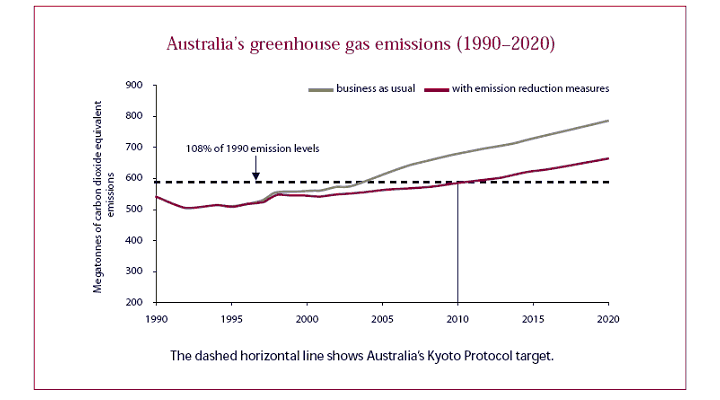 Australia's greenhouse gas emissions (1990–2020)
Megatonnes of carbon dioxide equivalent
emissions
900
800
700
600
500
400
300
200
business as usual
with emission reduction measures
108% of 1990 emission levels
1990
1995
2000
2005
2010
2015
2020
The dashed horizontal line shows Australia's Kyoto Protocol target.